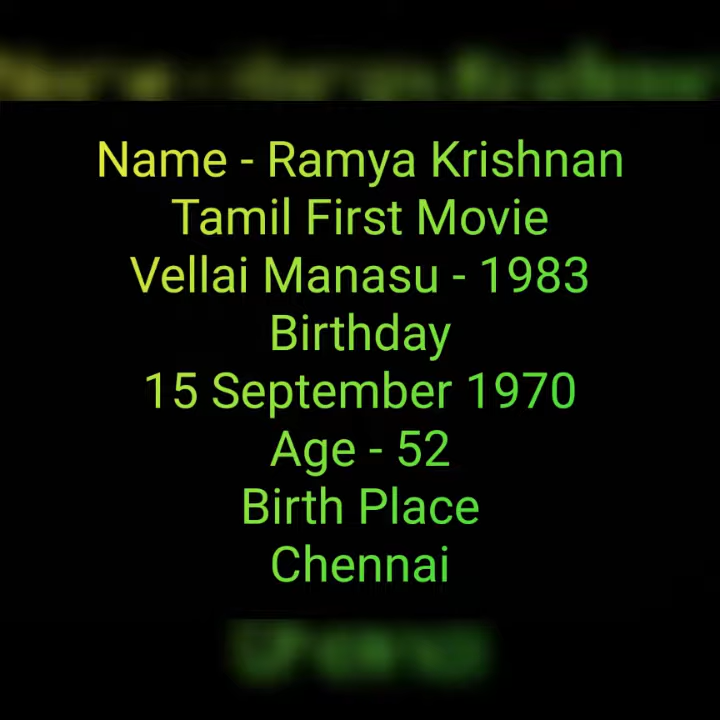 Name - Ramya Krishnan
Tamil First Movie
Vellai Manasu - 1983
Birthday
15 September 1970
Age - 52
Birth Place
Chennai